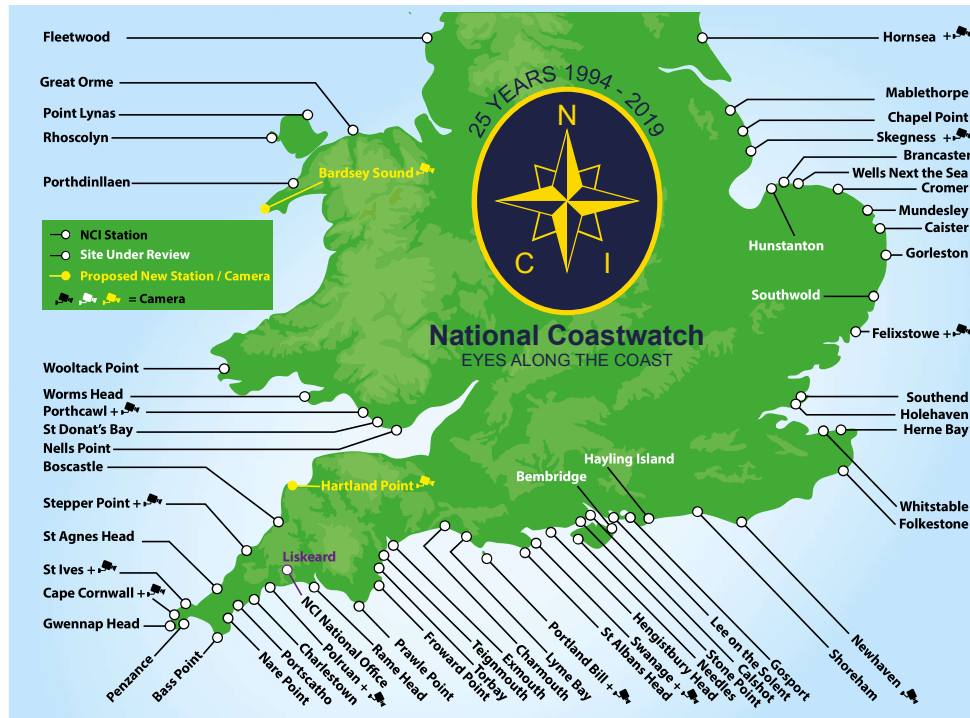 Fleetwood
Great Orme
Point Lynas
Rhoscolyn
Porthdinllaen
Bardsey Sound
NCI Station
Site Under Review
Proposed New Station / Camera
= Camera
25 YEARS 1994 - 2019
N
C I
National Coastwatch
EYES ALONG THE COAST
Hornsea +
Mablethorpe
Chapel Point
Skegness +
Brancaster
Wells Next the Sea
Cromer
Mundesley
Caister
Hunstanton
Gorleston
Southwold
Felixstowe +
Southend
Holehaven
Herne Bay
Whitstable
Folkestone
Wooltack Point
Worms Head
Porthcawl +
St Donat's Bay
Nells Point
Boscastle
Hartland Point
Stepper Point +
St Agnes Head
St Ives +
Cape Cornwall +
Gwennap Head
Liskeard
Hayling Island
Bembridge
Penzance
Bass Point
Nare Point
Portscatho
Charlestown
Polruan +
NCI National Office
Rame Head
Prawle Point
Froward Point
Torbay
Teignmouth
Exmouth
Charmouth
Lyme Bay
Portland Bill +
St Albans Head
Swanage +
Hengistbury Head
Needles
Stone Point
Calshot
Lee on the Solent
Gosport
Shoreham
Newhaven